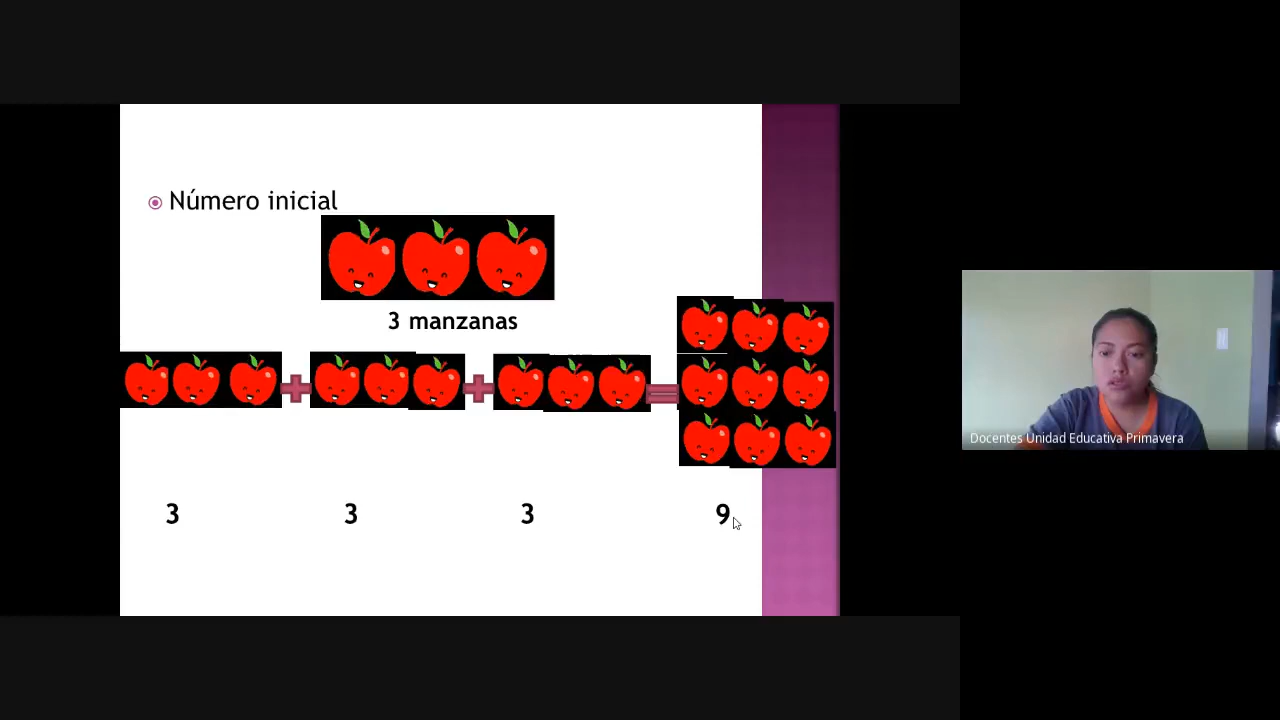 Número inicial
3 manzanas
3 3 3 9
Docentes Unidad Educativa Primavera